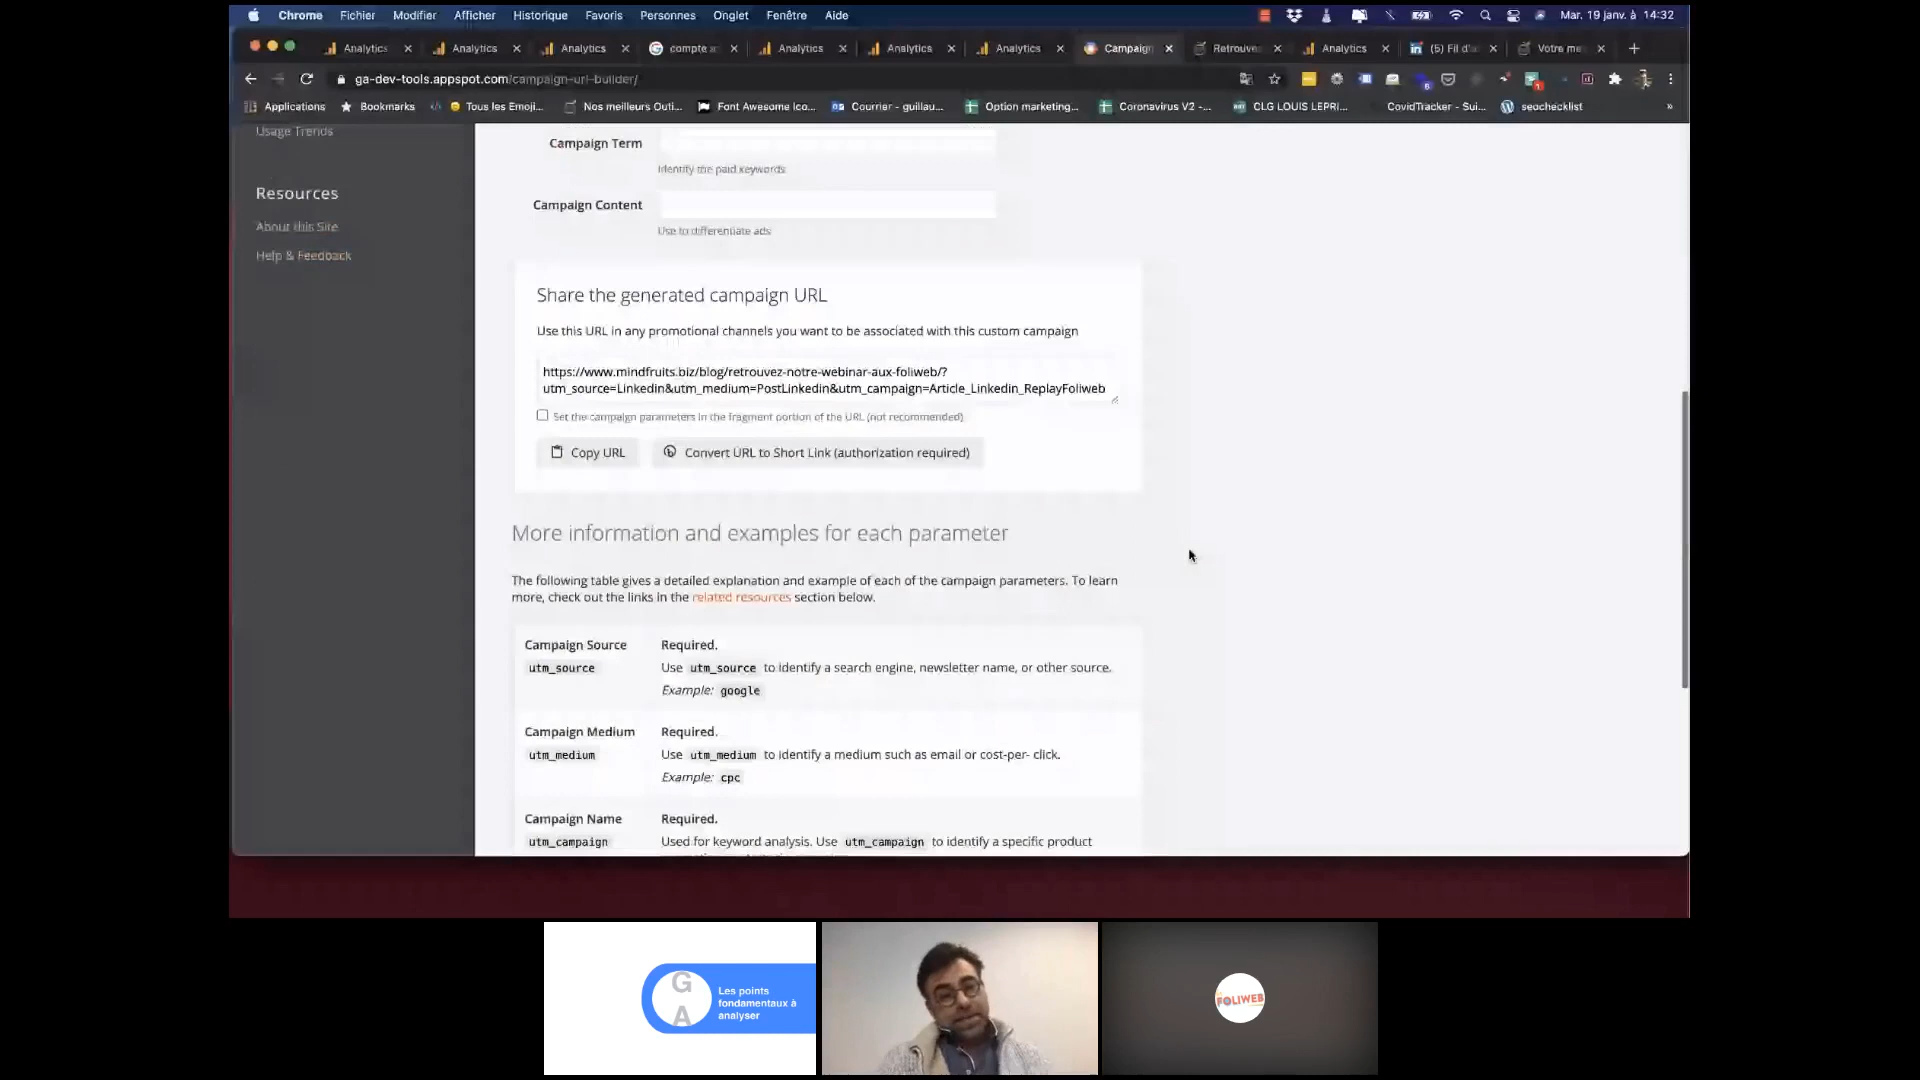 Chrome Fichier Modifier Afficher Historique Favoris Personnes Onglet Fenêtre Aide Mar. 19 janv. à 14:32
Analytics Analytics Analytics compte Analytics Analytics Analytics Campaign Retrouve Analytics (5) Fil d'a Votre me
ga-dev-tools.appspot.com/campaign-url-builder/
Applications Bookmarks Tous les Emoji... Nos meilleurs Outi... Font Awesome Ico... Courrier - guillau... Option marketing... Coronavirus V2 -... CLG LOUIS LEPRI... CovidTracker - Sui... seochecklist »
Usage Trends
Resources
About this Site
Help & Feedback
Campaign Term
Identify the paid keywords
Campaign Content
Use to differentiate ads
Share the generated campaign URL
Use this URL in any promotional channels you want to be associated with this custom campaign
https://www.mindfruits.biz/blog/retrouvez-notre-webinar-aux-foliweb/?
utm_source=Linkedin&utm_medium=PostLinkedin&utm_campaign=Article_Linkedin_ReplayFoliweb
Set the campaign parameters in the fragment portion of the URL (not recommended)
Copy URL Convert URL to Short Link (authorization required)
More information and examples for each parameter
The following table gives a detailed explanation and example of each of the campaign parameters. To learn
more, check out the links in the related resources section below.
Campaign Source Required.
utm_source Use utm_source to identify a search engine, newsletter name, or other source.
Example: google
Campaign Medium Required.
utm_medium Use utm_medium to identify a medium such as email or cost-per- click.
Example: cpc
Campaign Name Required.
utm_campaign Used for keyword analysis. Use utm_campaign to identify a specific product
G
A
Les points
fondamentaux à
analyser
FOLIWEB